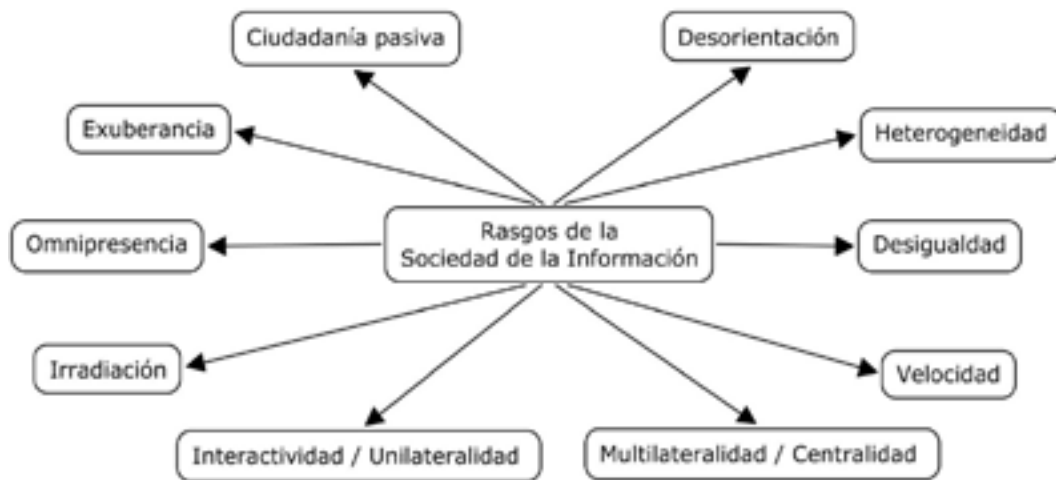 Ciudadanía pasiva
Desorientación
Exuberancia
Heterogeneidad
Rasgos de la
Sociedad de la Información
Omnipresencia
Desigualdad
Irradiación
Velocidad
Interactividad / Unilateralidad
Multilateralidad / Centralidad